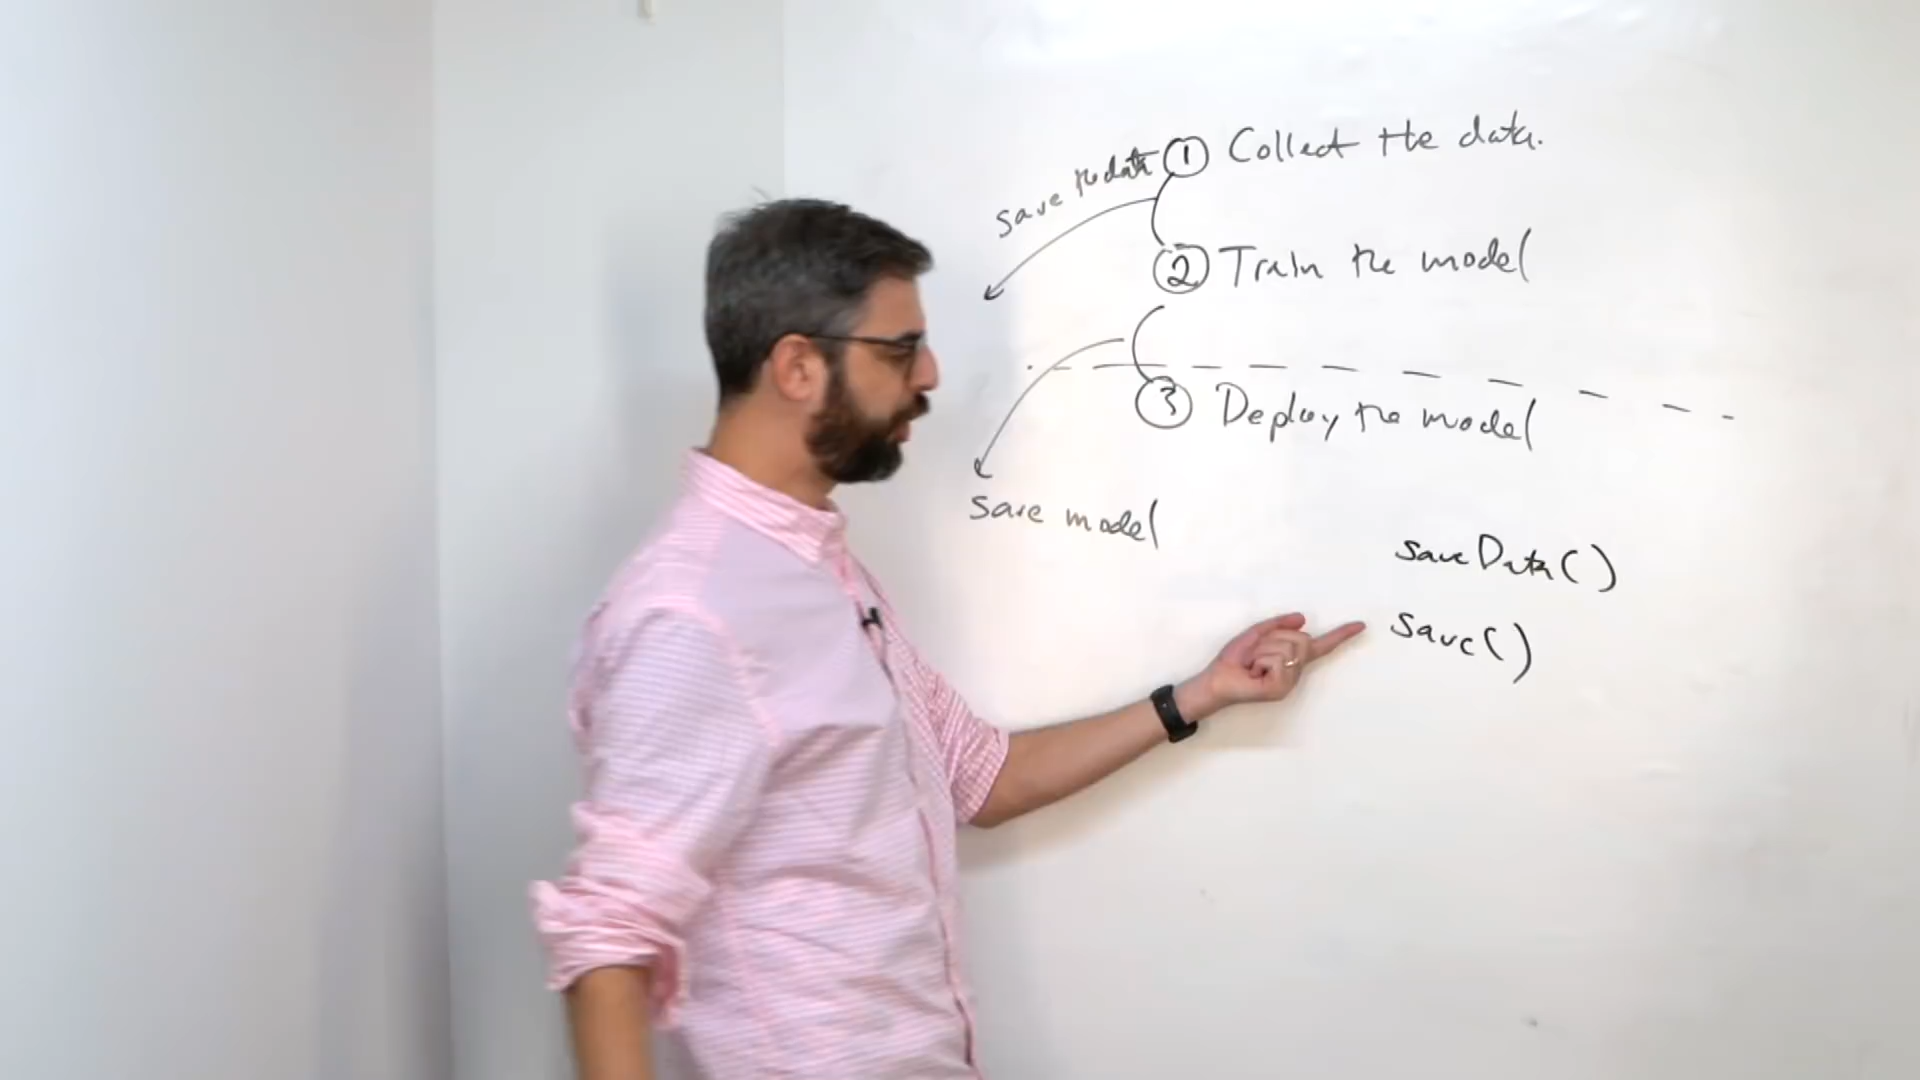 ① Collect the data.
save the data
② Train the model
③ Deploy the model
save model
saveData()
save()